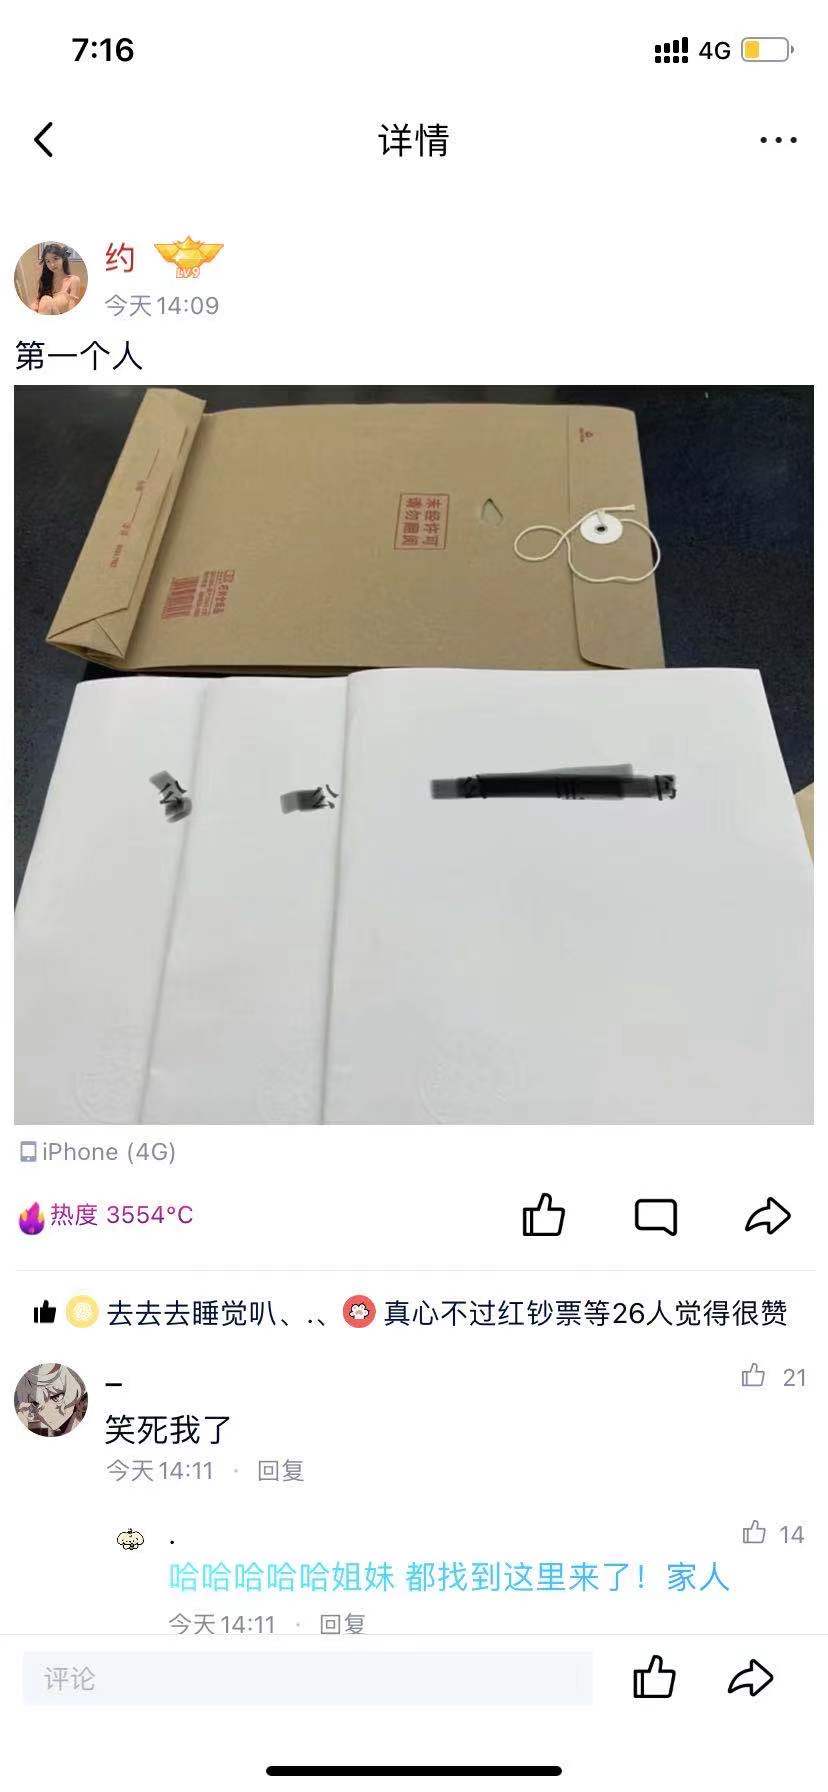 7:16
4G
详情
约
LV9
今天14:09
第一个人
未经许可
请勿翻阅
公
公
iPhone (4G)
热度 3554°C
去去去睡觉叭、.、真心不过红钞票等26人觉得很赞
–
21
笑死我了
今天14:11 · 回复
.
14
哈哈哈哈哈姐妹 都找到这里来了！家人
今天14:11 · 回复
评论